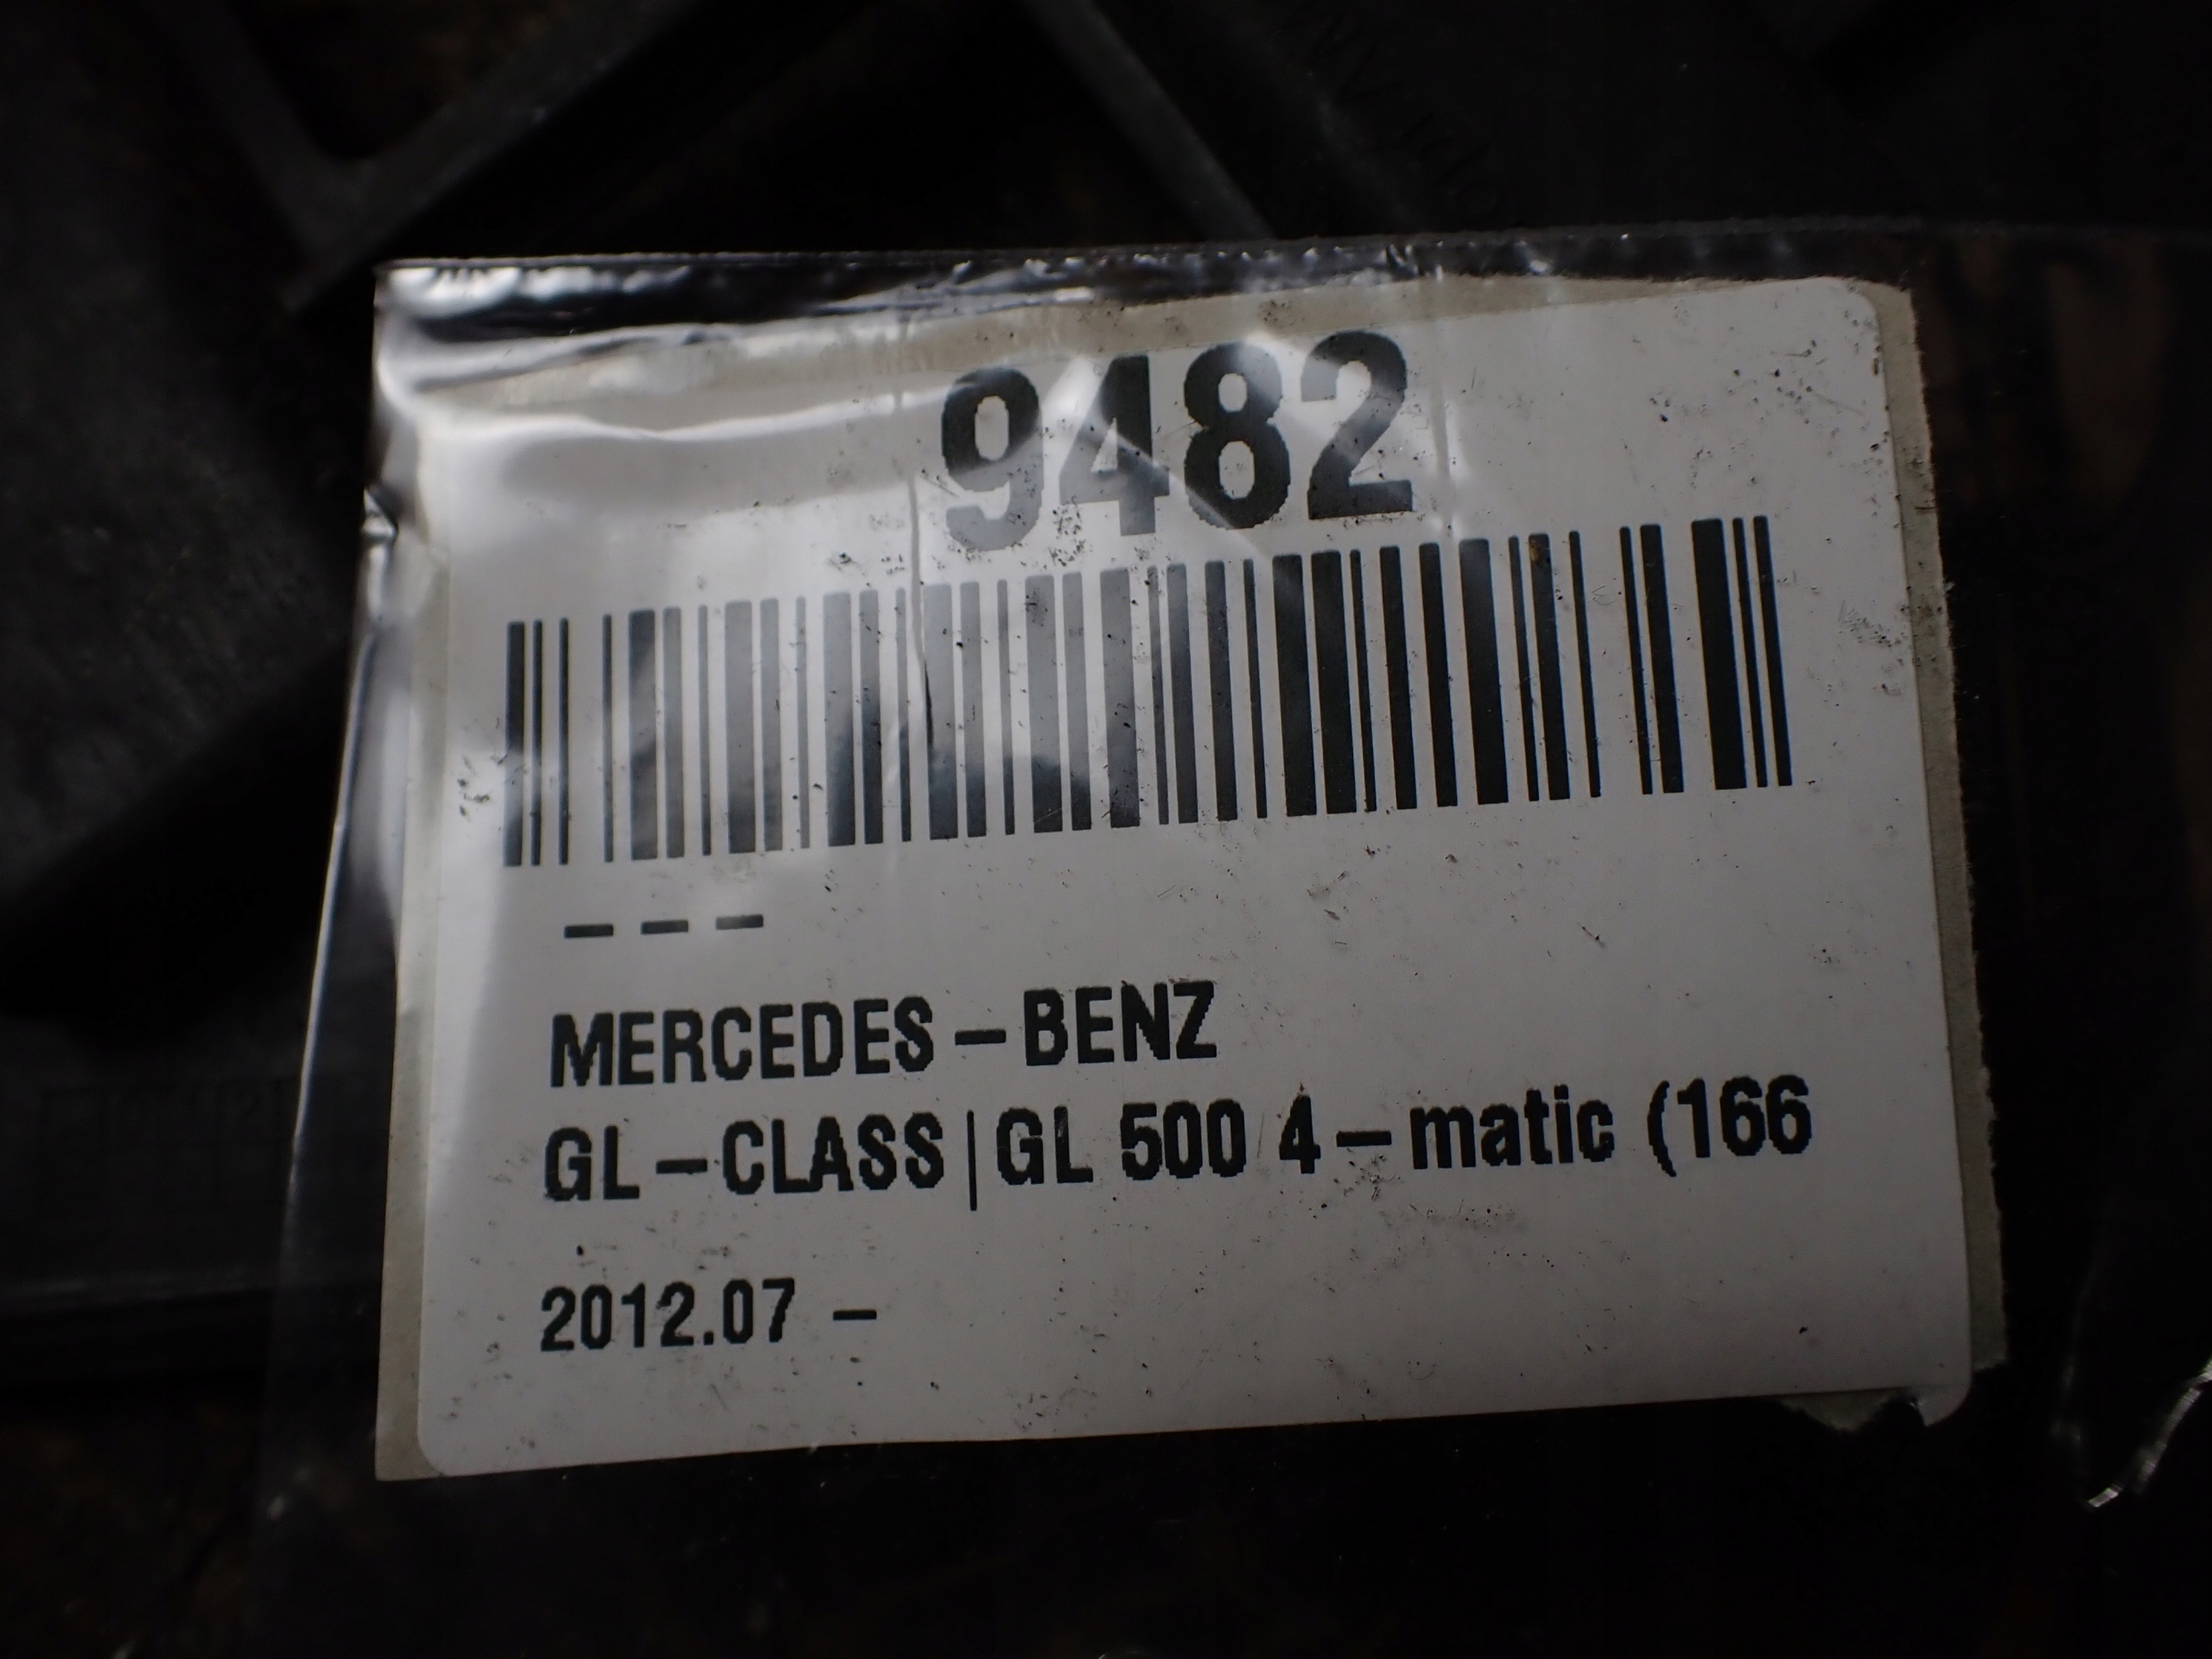 9482
– – –
MERCEDES–BENZ
GL–CLASS|GL 500 4–matic (166
2012.07 –